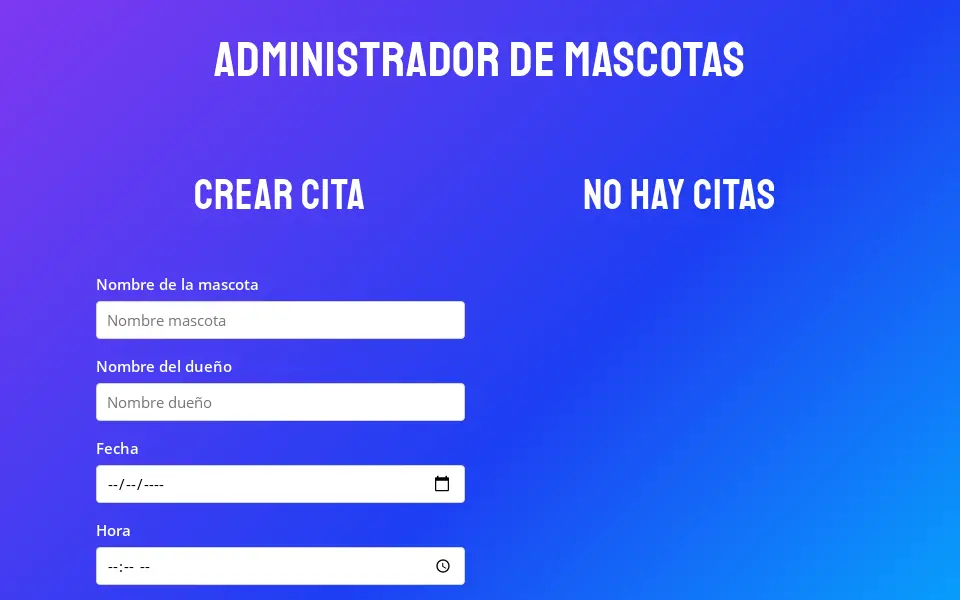 ADMINISTRADOR DE MASCOTAS
CREAR CITA
NO HAY CITAS
Nombre de la mascota
Nombre mascota
Nombre del dueño
Nombre dueño
Fecha
--/--/----
Hora
--:-- --